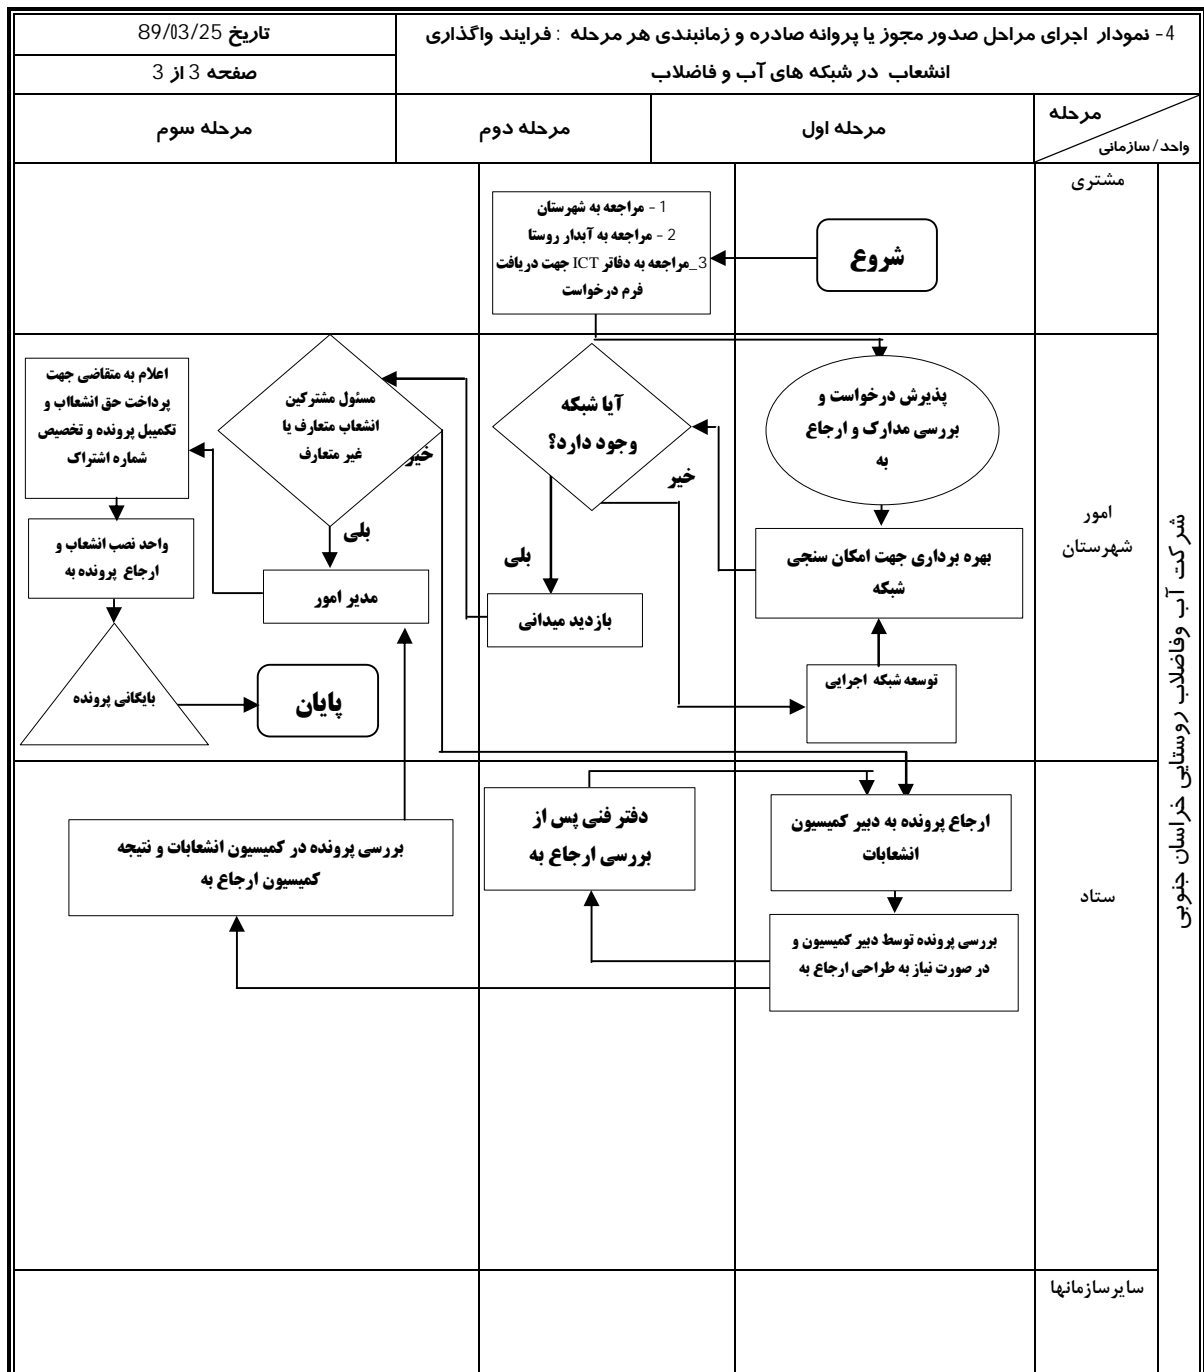 4- نمودار اجرای مراحل صدور مجوز یا پروانه صادره و زمانبندی هر مرحله : فرایند واگذاری
انشعاب در شبکه های آب و فاضلاب
تاریخ 89/03/25
صفحه 3 از 3
مرحله
واحد/ سازمانی
مرحله اول
مرحله دوم
مرحله سوم
شرکت آب وفاضلاب روستایی خراسان جنوبی
مشتری
شروع
1 - مراجعه به شهرستان
2 - مراجعه به آبدار روستا
3_مراجعه به دفاتر ICT جهت دریافت
فرم درخواست
امور
شهرستان
پذیرش درخواست و
بررسی مدارک و ارجاع
به
بهره برداری جهت امکان سنجی
شبکه
توسعه شبکه اجرایی
آیا شبکه
وجود دارد؟
خیر
بلی
بازدید میدانی
مسئول مشترکین
انشعاب متعارف یا
غیر متعارف
خیر
بلی
مدیر امور
اعلام به متقاضی جهت
پرداخت حق انشعااب و
تکمیبل پرونده و تخصیص
شماره اشتراک
واحد نصب انشعاب و
ارجاع پرونده به
بایگانی پرونده
پایان
ستاد
ارجاع پرونده به دبیر کمیسیون
انشعابات
بررسی پرونده توسط دبیر کمیسیون و
در صورت نیاز به طراحی ارجاع به
دفتر فنی پس از
بررسی ارجاع به
بررسی پرونده در کمیسیون انشعابات و نتیجه
کمیسیون ارجاع به
سایرسازمانها